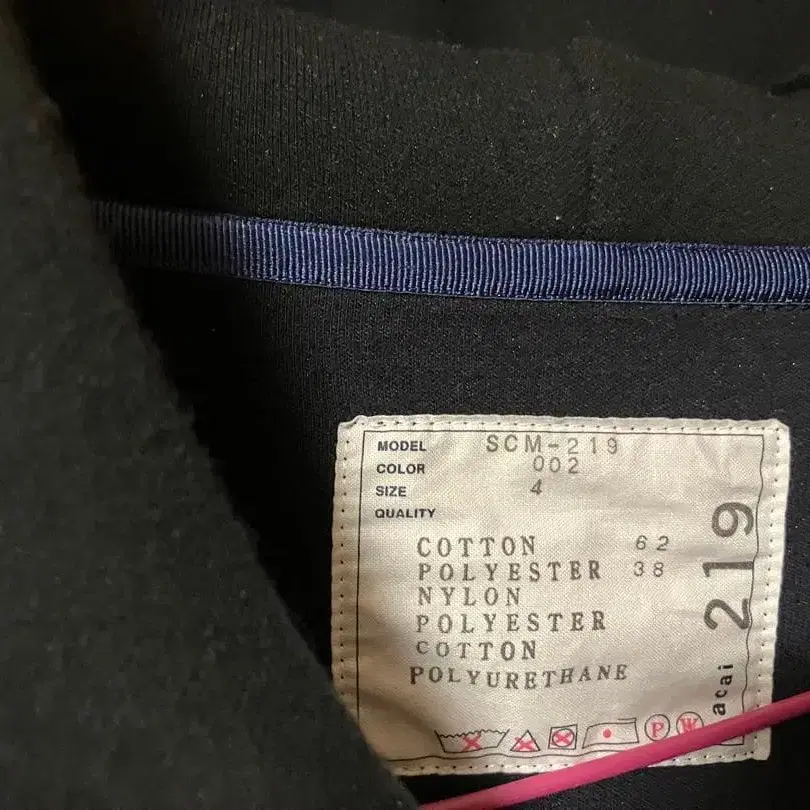 MODEL SCM-219
COLOR 002
SIZE 4
QUALITY
COTTON 62
POLYESTER 38
NYLON
POLYESTER
COTTON
POLYURETHANE
P W
acai 219